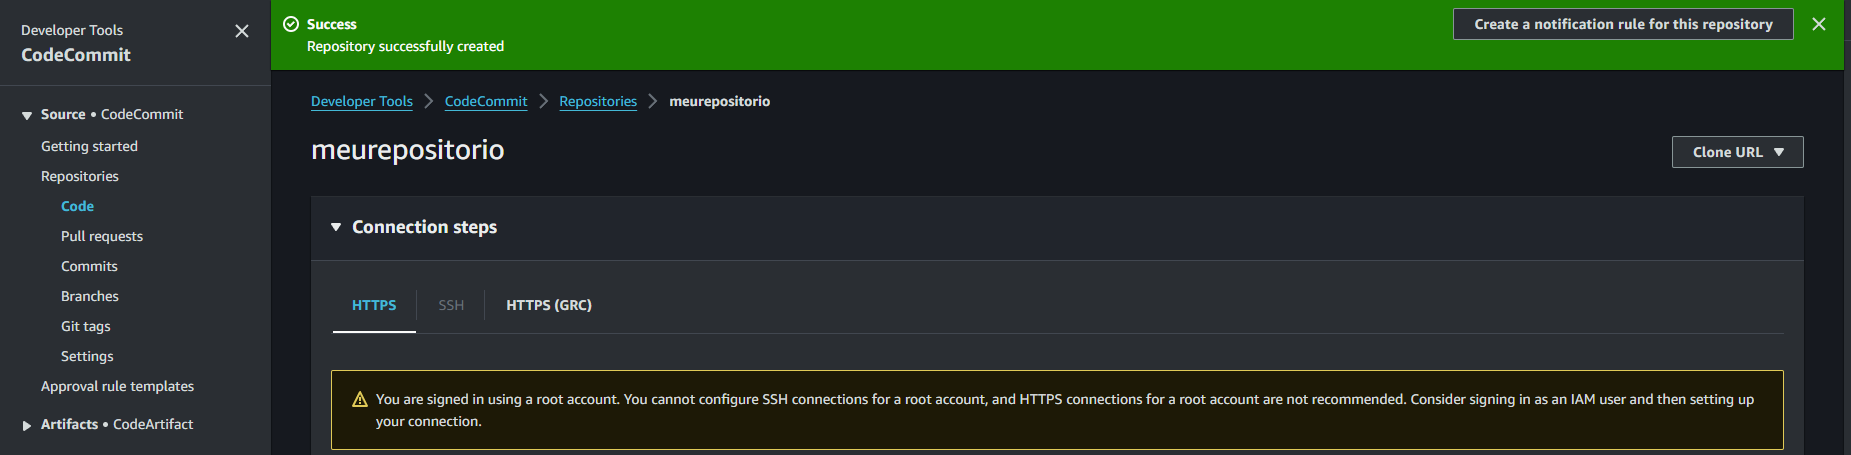 Developer Tools
CodeCommit
Source • CodeCommit
Getting started
Repositories
Code
Pull requests
Commits
Branches
Git tags
Settings
Approval rule templates
Artifacts • CodeArtifact
Success
Repository successfully created
Create a notification rule for this repository
Developer Tools > CodeCommit > Repositories > meurepositorio
meurepositorio
Clone URL
Connection steps
HTTPS
SSH
HTTPS (GRC)
You are signed in using a root account. You cannot configure SSH connections for a root account, and HTTPS connections for a root account are not recommended. Consider signing in as an IAM user and then setting up
your connection.